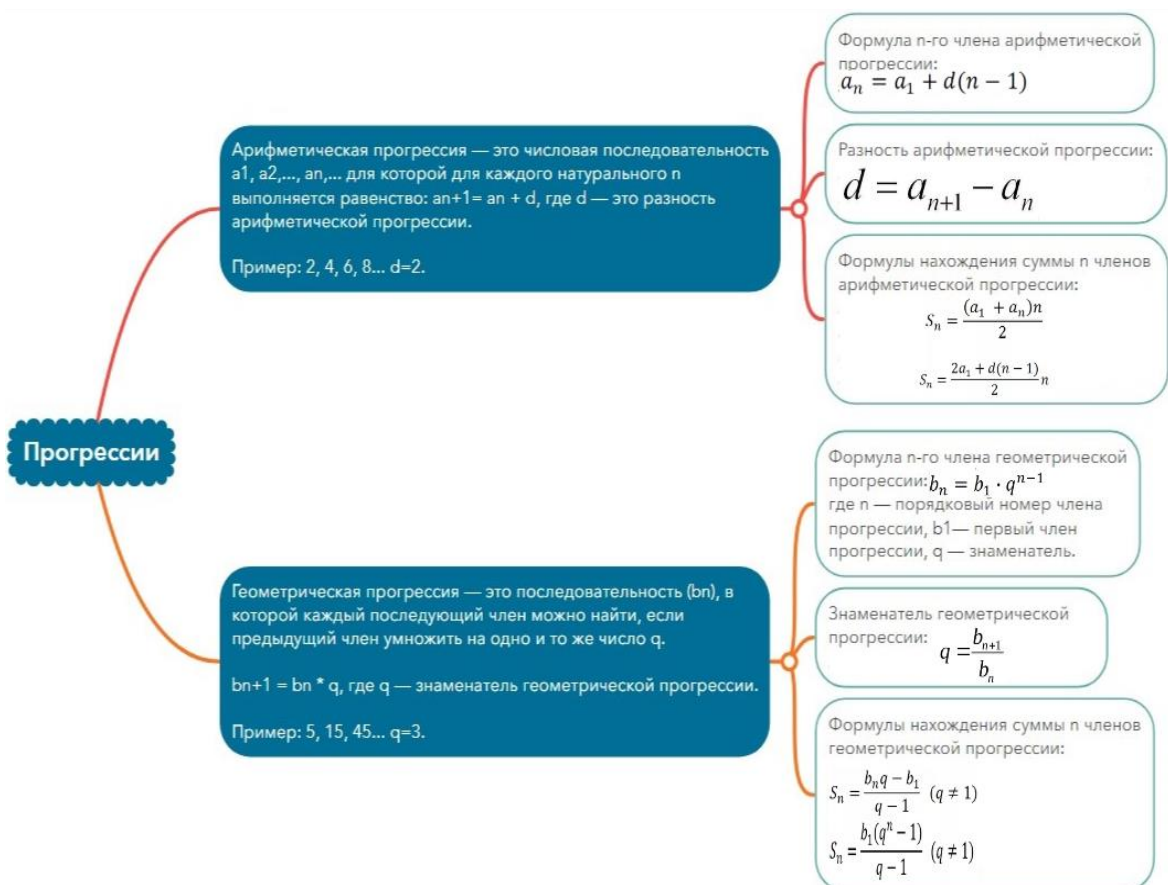 Формула n-го члена арифметической
прогрессии:
aₙ = a₁ + d(n − 1)
Арифметическая прогрессия — это числовая последовательность
a1, a2,..., an,... для которой для каждого натурального n
выполняется равенство: an+1= an + d, где d — это разность
арифметической прогрессии.
Пример: 2, 4, 6, 8... d=2.
Разность арифметической прогрессии:
d = aₙ₊₁ − aₙ
Формулы нахождения суммы n членов
арифметической прогрессии:
Sₙ = (a₁ + aₙ)n / 2
Sₙ = 2a₁ + d(n − 1) / 2 n
Прогрессии
Формула n-го члена геометрической
прогрессии: bₙ = b₁ · qⁿ⁻¹
где n — порядковый номер члена
прогрессии, b1— первый член
прогрессии, q — знаменатель.
Геометрическая прогрессия — это последовательность (bn), в
которой каждый последующий член можно найти, если
предыдущий член умножить на одно и то же число q.
bn+1 = bn * q, где q — знаменатель геометрической прогрессии.
Пример: 5, 15, 45... q=3.
Знаменатель геометрической
прогрессии: q = bₙ₊₁ / bₙ
Формулы нахождения суммы n членов
геометрической прогрессии:
Sₙ = bₙq − b₁ / q − 1 (q ≠ 1)
Sₙ = b₁(qⁿ − 1) / q − 1 (q ≠ 1)